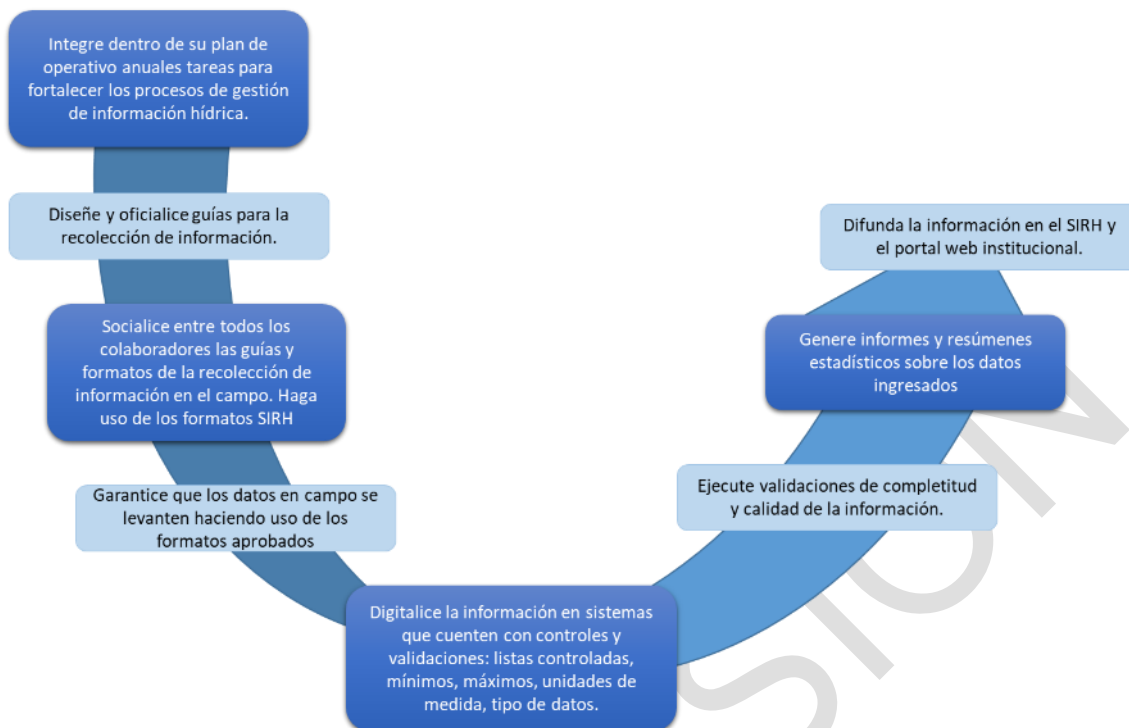 Integre dentro de su plan de
operativo anuales tareas para
fortalecer los procesos de gestión
de información hídrica.
Diseñe y oficialice guías para la
recolección de información.
Socialice entre todos los
colaboradores las guías y
formatos de la recolección de
información en el campo. Haga
uso de los formatos SIRH
Garantice que los datos en campo se
levanten haciendo uso de los
formatos aprobados
Digitalice la información en sistemas
que cuenten con controles y
validaciones: listas controladas,
mínimos, máximos, unidades de
medida, tipo de datos.
Ejecute validaciones de completitud
y calidad de la información.
Genere informes y resúmenes
estadísticos sobre los datos
ingresados
Difunda la información en el SIRH y
el portal web institucional.
SION